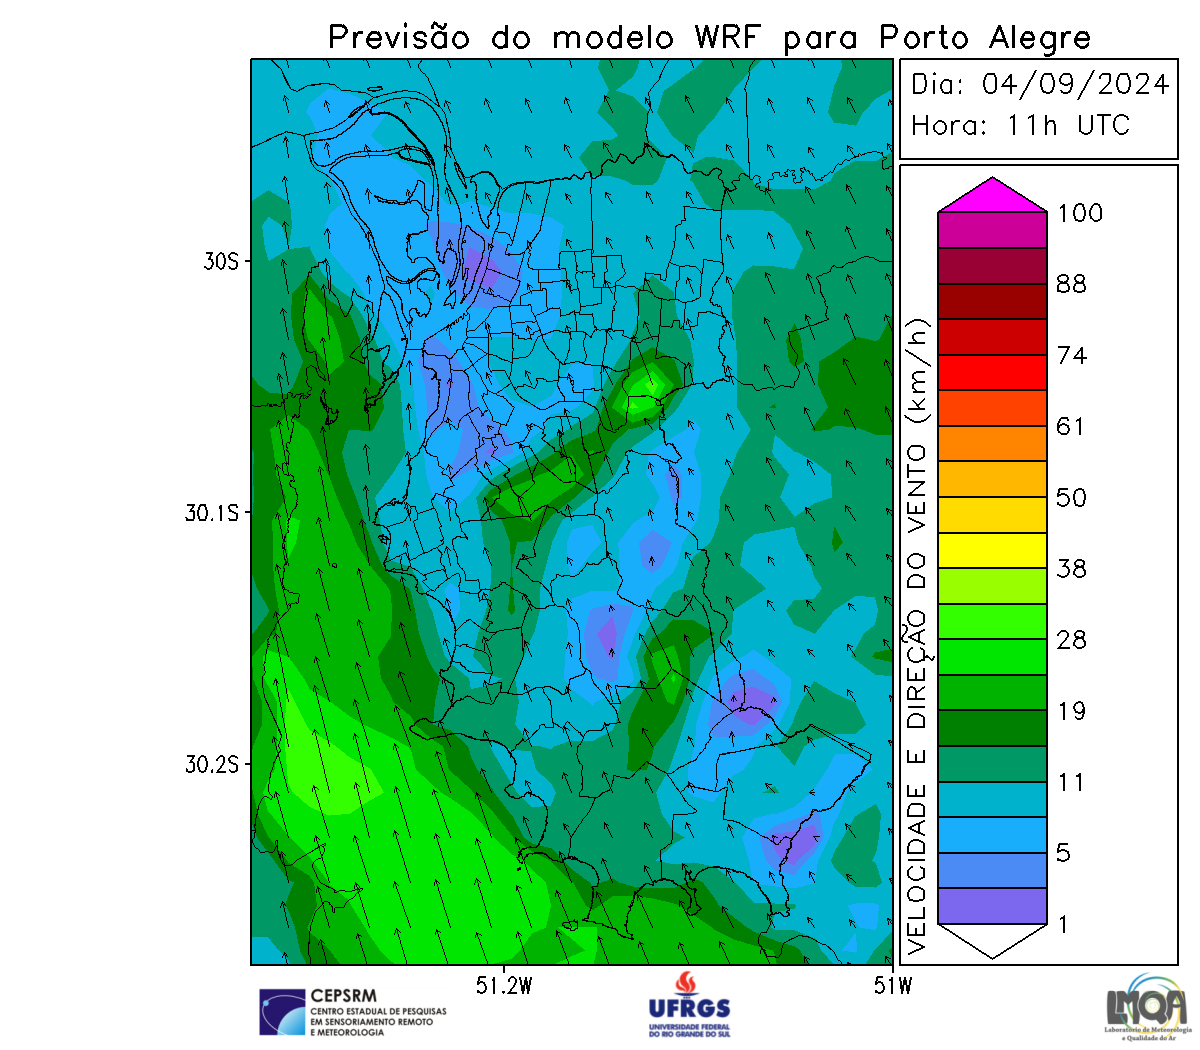 Previsão do modelo WRF para Porto Alegre
Dia: 04/09/2024
Hora: 11h UTC
30S
30.1S
30.2S
51.2W
51W
VELOCIDADE E DIREÇÃO DO VENTO (km/h)
100
88
74
61
50
38
28
19
11
5
1
CEPSRM
CENTRO ESTADUAL DE PESQUISAS
EM SENSORIAMENTO REMOTO
E METEOROLOGIA
UFRGS
UNIVERSIDADE FEDERAL
DO RIO GRANDE DO SUL
LMQA
Laboratório de Meteorologia
e Qualidade do Ar